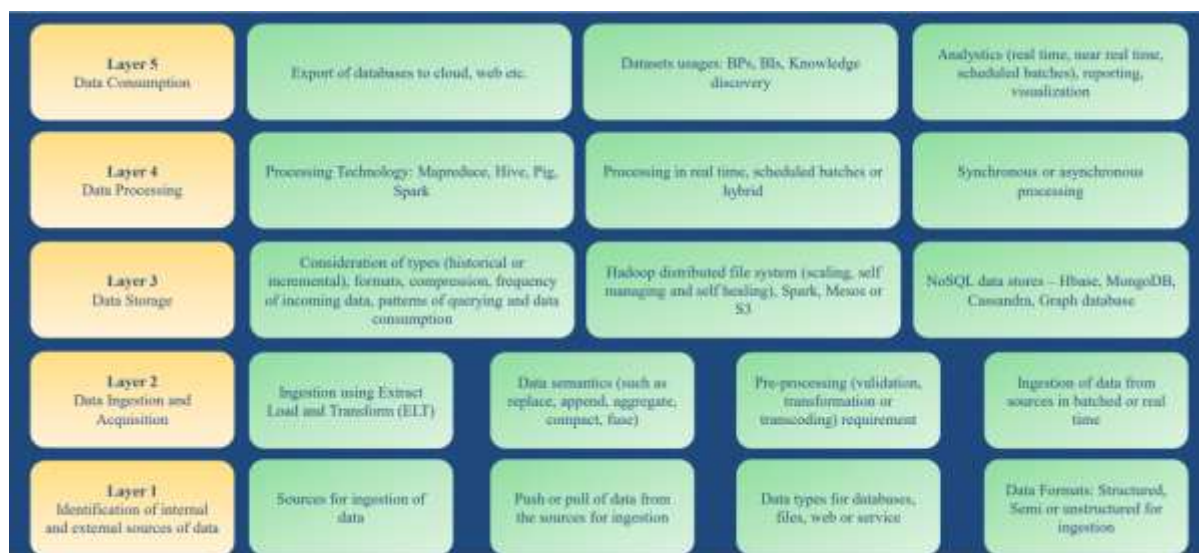 Layer 5
Data Consumption
Export of databases to cloud, web etc.
Datasets usages: BPs, BIs, Knowledge
discovery
Analystics (real time, near real time,
scheduled batches), reporting,
visualization
Layer 4
Data Processing
Processing Technology: Mapreduce, Hive, Pig,
Spark
Processing in real time, scheduled batches or
hybrid
Synchronous or asynchronous
processing
Layer 3
Data Storage
Consideration of types (historical or
incremental), formats, compression, frequency
of incoming data, patterns of querying and data
consumption
Hadoop distributed file system (scaling, self
managing and self healing), Spark, Mesos or
S3
NoSQL data stores – Hbase, MongoDB,
Cassandra, Graph database
Layer 2
Data Ingestion and
Acquisition
Ingestion using Extract
Load and Transform (ELT)
Data semantics (such as
replace, append, aggregate,
compact, fuse)
Pre-processing (validation,
transformation or
transcoding) requirement
Ingestion of data from
sources in batched or real
time
Layer 1
Identification of internal
and external sources of data
Sources for ingestion of
data
Push or pull of data from
the sources for ingestion
Data types for databases,
files, web or service
Data Formats: Structured,
Semi or unstructured for
ingestion